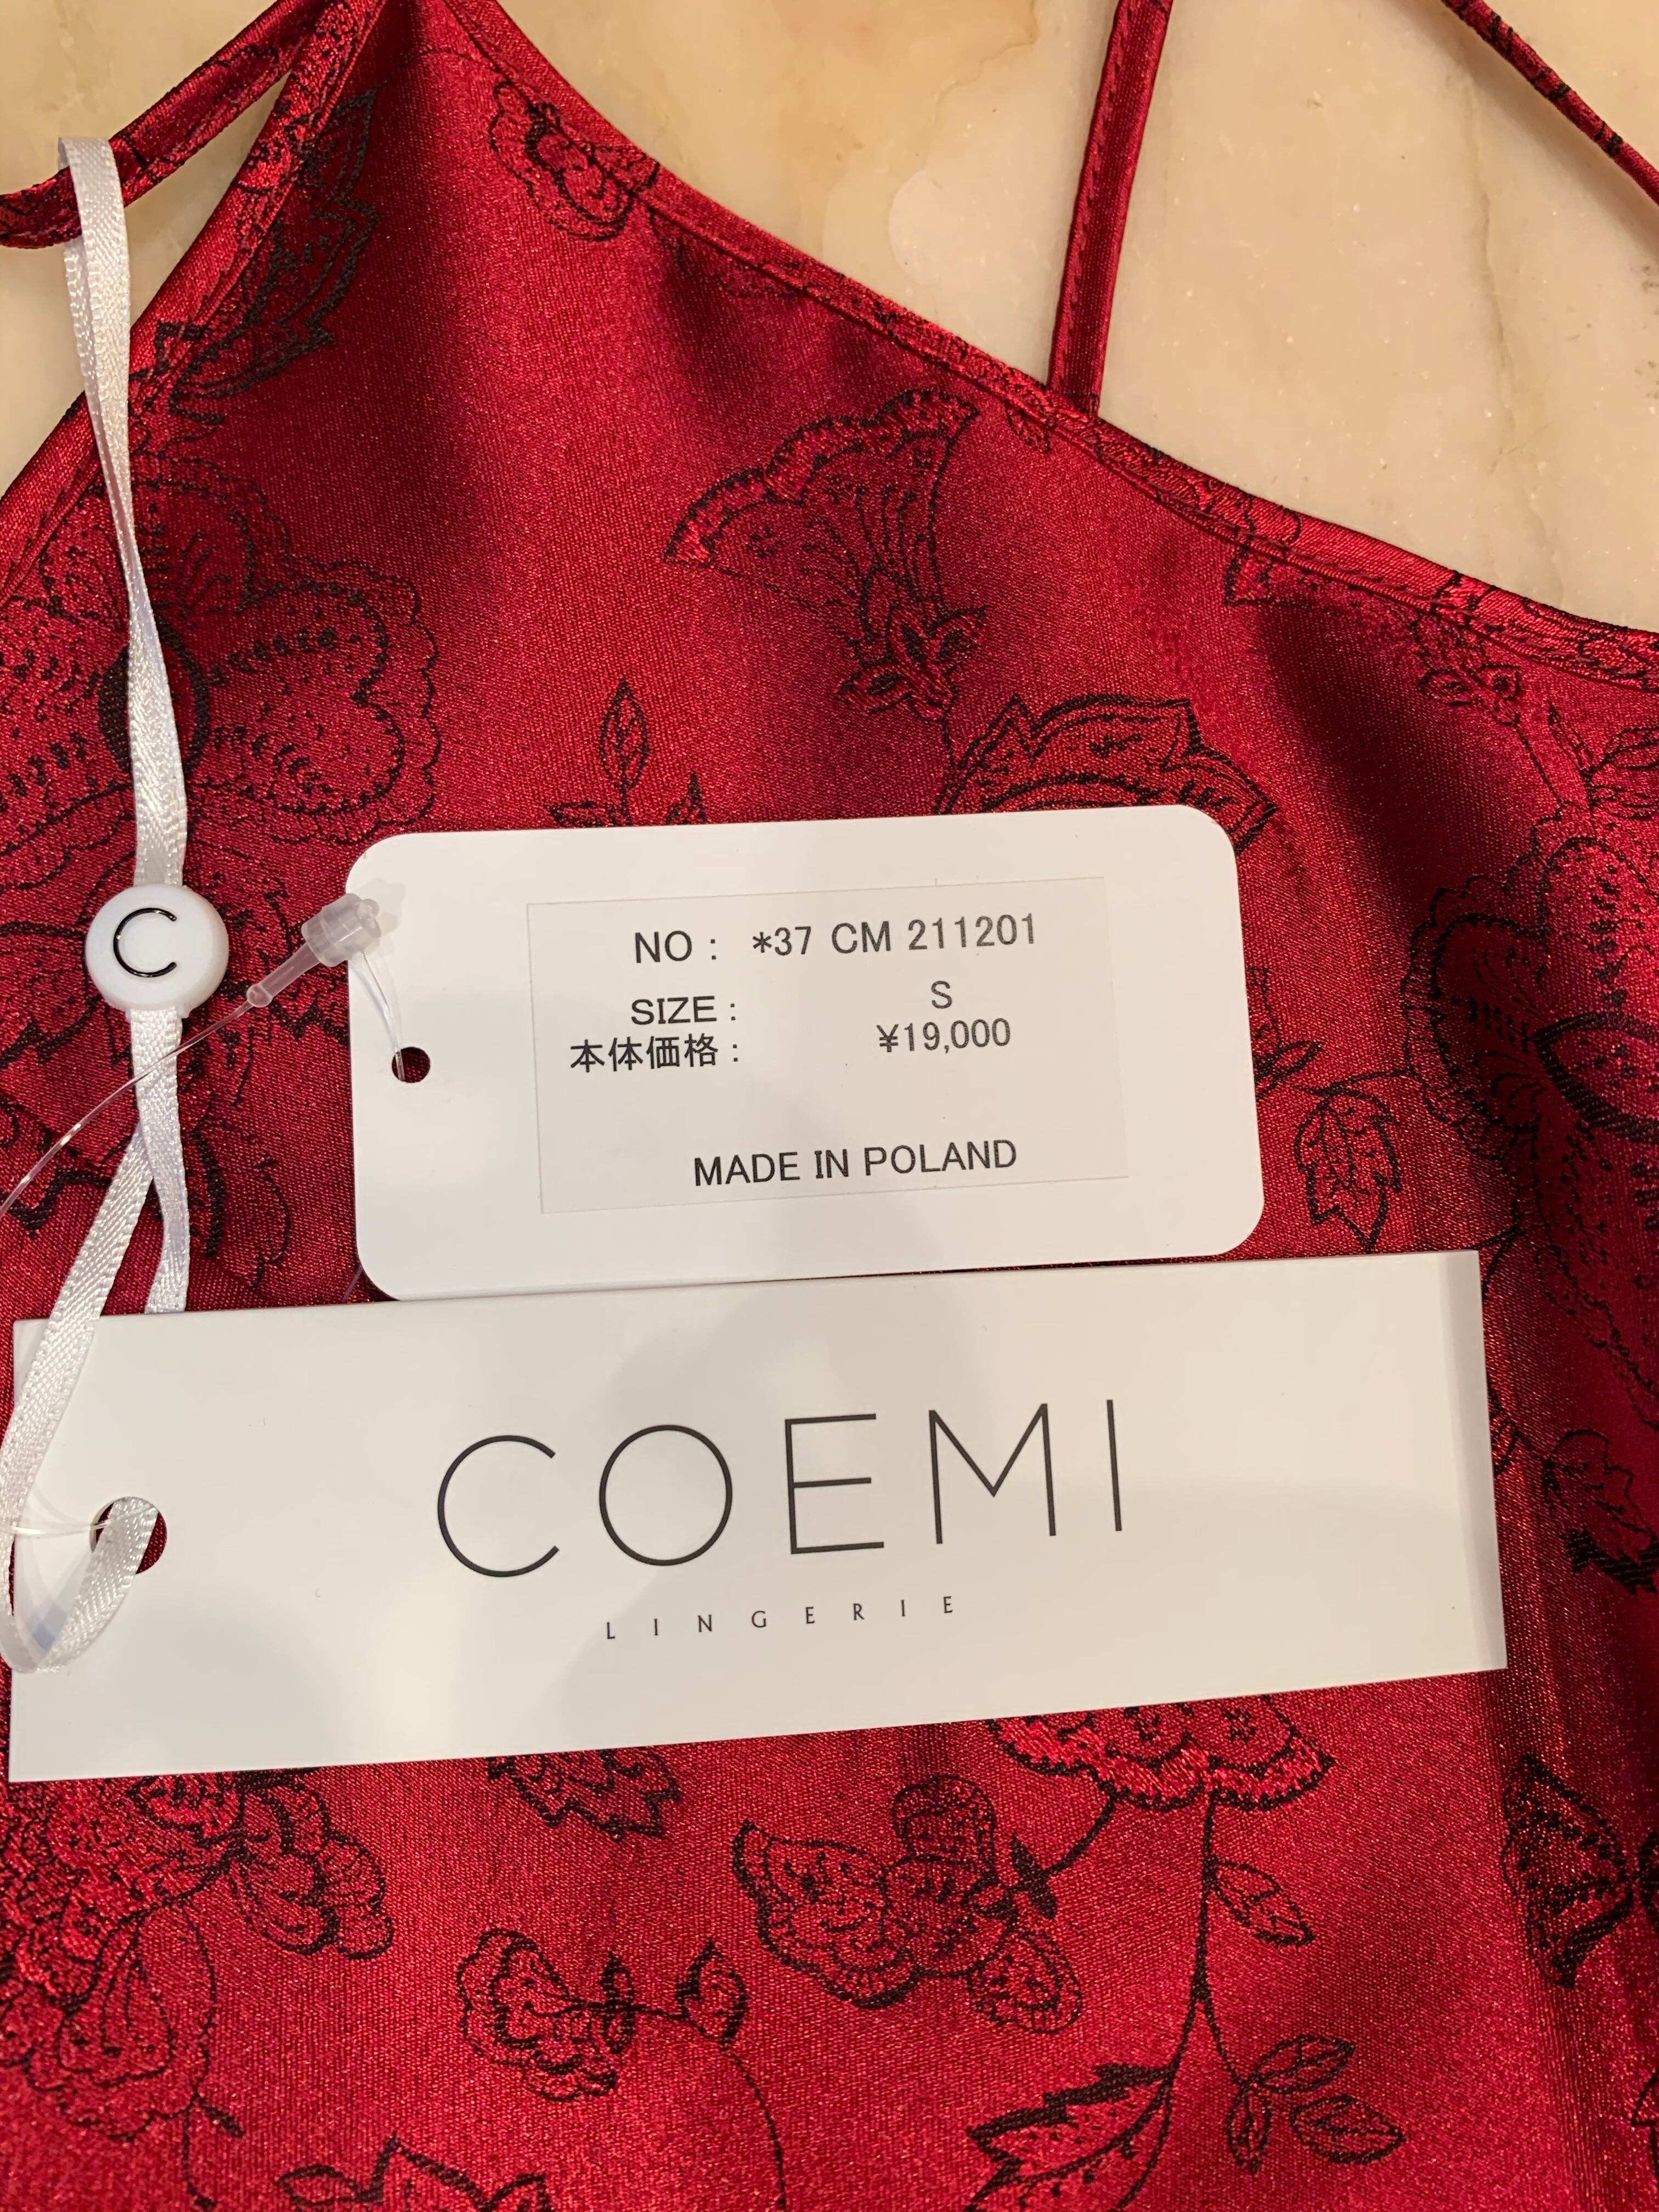 C
NO : *37 CM 211201
SIZE : S
本体価格 : ¥19,000
MADE IN POLAND
COEMI
LINGERIE